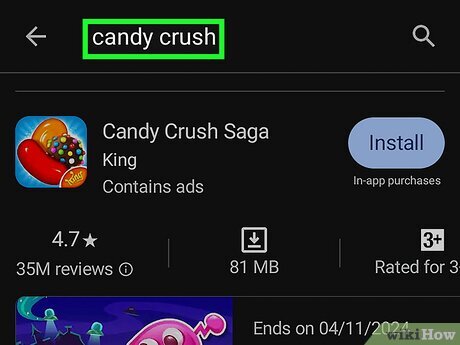 candy crush
Candy Crush Saga
King
Contains ads
Install
In-app purchases
King
4.7★
35M reviews
81 MB
3+
Rated for 3
Ends on 04/11/2024
wikiHow